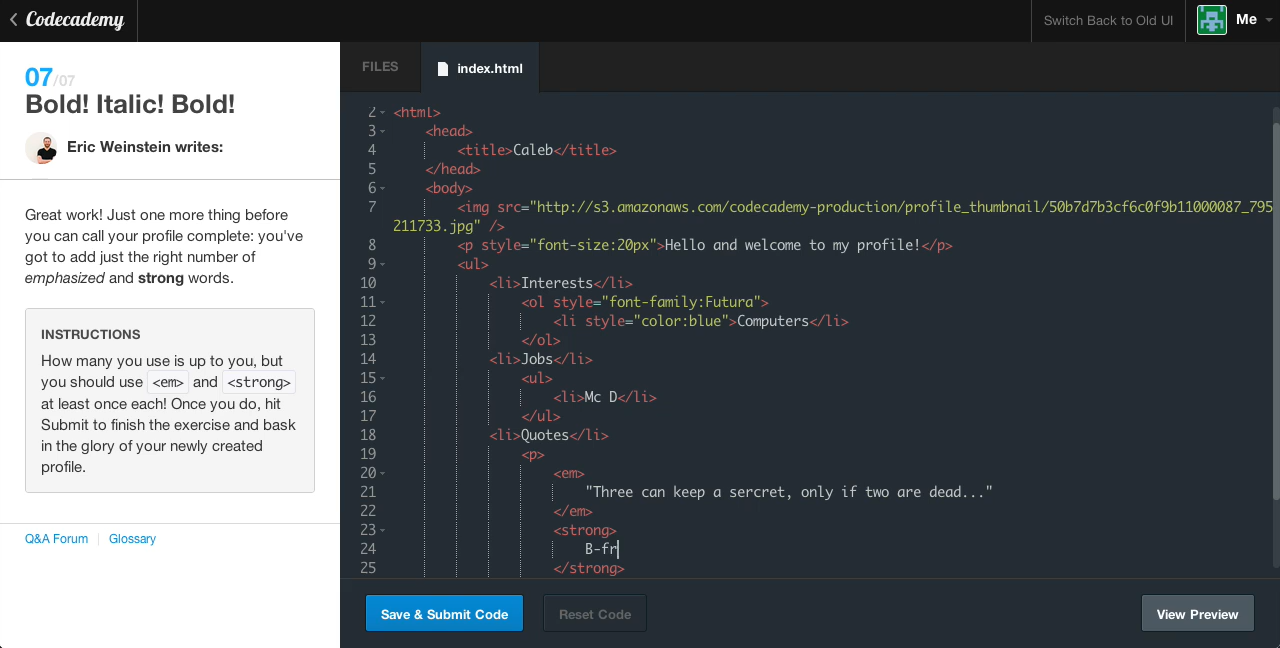 Codecademy
Switch Back to Old UI
Me
07/07
Bold! Italic! Bold!
Eric Weinstein writes:
Great work! Just one more thing before
you can call your profile complete: you've
got to add just the right number of
emphasized and strong words.
INSTRUCTIONS
How many you use is up to you, but
you should use <em> and <strong>
at least once each! Once you do, hit
Submit to finish the exercise and bask
in the glory of your newly created
profile.
Q&A Forum
Glossary
FILES
index.html
2 <html>
3 <head>
4 <title>Caleb</title>
5 </head>
6 <body>
7 <img src="http://s3.amazonaws.com/codecademy-production/profile_thumbnail/50b7d7b3cf6c0f9b11000087_795
211733.jpg" />
8 <p style="font-size:20px">Hello and welcome to my profile!</p>
9 <ul>
10 <li>Interests</li>
11 <ol style="font-family:Futura">
12 <li style="color:blue">Computers</li>
13 </ol>
14 <li>Jobs</li>
15 <ul>
16 <li>Mc D</li>
17 </ul>
18 <li>Quotes</li>
19 <p>
20 <em>
21 "Three can keep a sercret, only if two are dead..."
22 </em>
23 <strong>
24 B-fr
25 </strong>
Save & Submit Code
Reset Code
View Preview